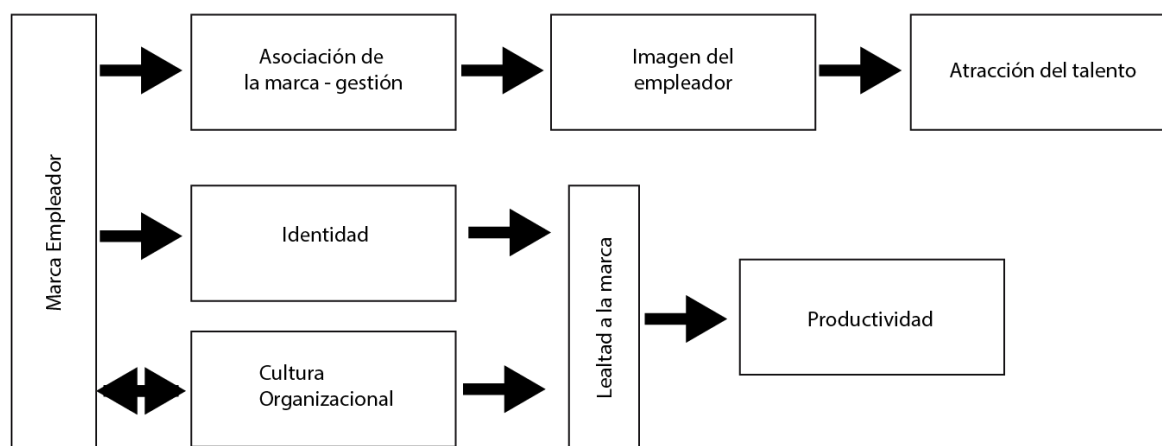 Marca Empleador
Asociación de
la marca - gestión
Imagen del
empleador
Atracción del talento
Identidad
Cultura
Organizacional
Lealtad a la marca
Productividad